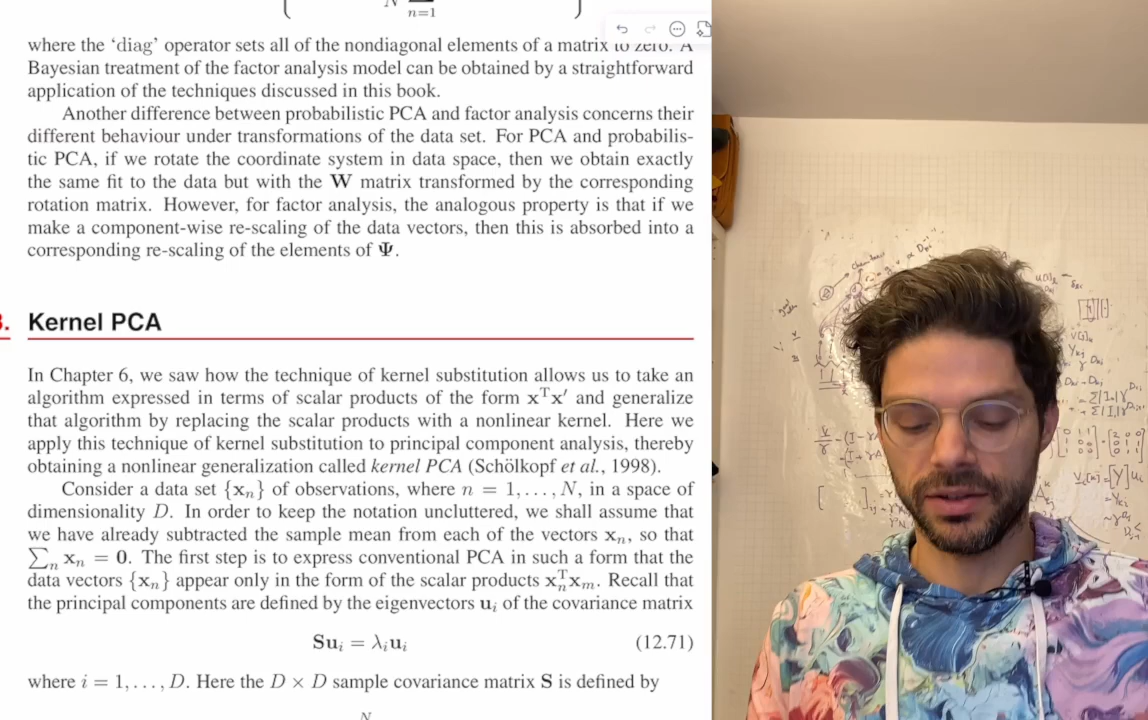 N
n=1
where the ‘diag’ operator sets all of the nondiagonal elements of a matrix to zero. A
Bayesian treatment of the factor analysis model can be obtained by a straightforward
application of the techniques discussed in this book.
Another difference between probabilistic PCA and factor analysis concerns their
different behaviour under transformations of the data set. For PCA and probabilis-
tic PCA, if we rotate the coordinate system in data space, then we obtain exactly
the same fit to the data but with the W matrix transformed by the corresponding
rotation matrix. However, for factor analysis, the analogous property is that if we
make a component-wise re-scaling of the data vectors, then this is absorbed into a
corresponding re-scaling of the elements of Ψ.
3. Kernel PCA
In Chapter 6, we saw how the technique of kernel substitution allows us to take an
algorithm expressed in terms of scalar products of the form xᵀx′ and generalize
that algorithm by replacing the scalar products with a nonlinear kernel. Here we
apply this technique of kernel substitution to principal component analysis, thereby
obtaining a nonlinear generalization called kernel PCA (Schölkopf et al., 1998).
Consider a data set {xₙ} of observations, where n = 1, . . . , N, in a space of
dimensionality D. In order to keep the notation uncluttered, we shall assume that
we have already subtracted the sample mean from each of the vectors xₙ, so that
∑ₙ xₙ = 0. The first step is to express conventional PCA in such a form that the
data vectors {xₙ} appear only in the form of the scalar products xₙᵀxₘ. Recall that
the principal components are defined by the eigenvectors uᵢ of the covariance matrix
Suᵢ = λᵢuᵢ (12.71)
where i = 1, . . . , D. Here the D × D sample covariance matrix S is defined by
N